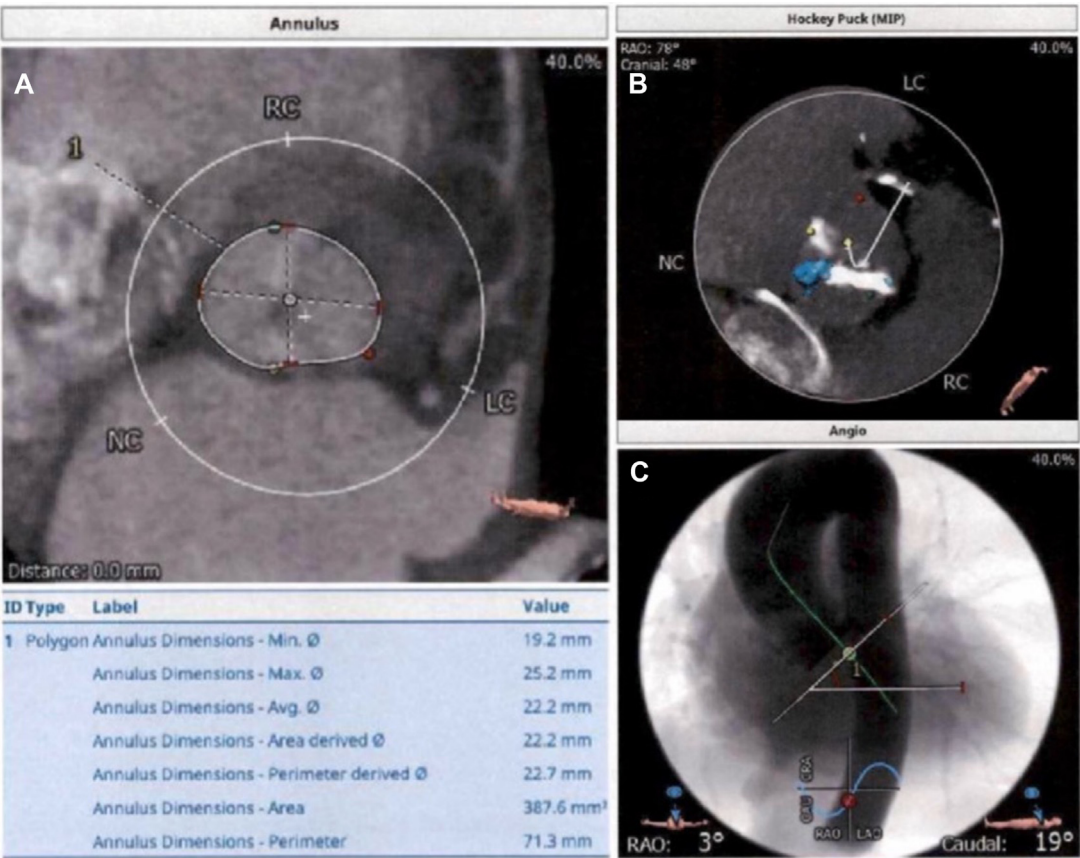 Annulus
A
40.0%
RC
1
NC
LC
Distance: 0.0 mm
ID Type Label Value
1 Polygon Annulus Dimensions - Min. Ø 19.2 mm
Annulus Dimensions - Max. Ø 25.2 mm
Annulus Dimensions - Avg. Ø 22.2 mm
Annulus Dimensions - Area derived Ø 22.2 mm
Annulus Dimensions - Perimeter derived Ø 22.7 mm
Annulus Dimensions - Area 387.6 mm²
Annulus Dimensions - Perimeter 71.3 mm
Hockey Puck (MIP)
RAO: 78°
Cranial: 48°
40.0%
B
LC
NC
RC
Angio
C
40.0%
1
CRA
CAU
RAO LAO
RAO: 3°
Caudal: 19°